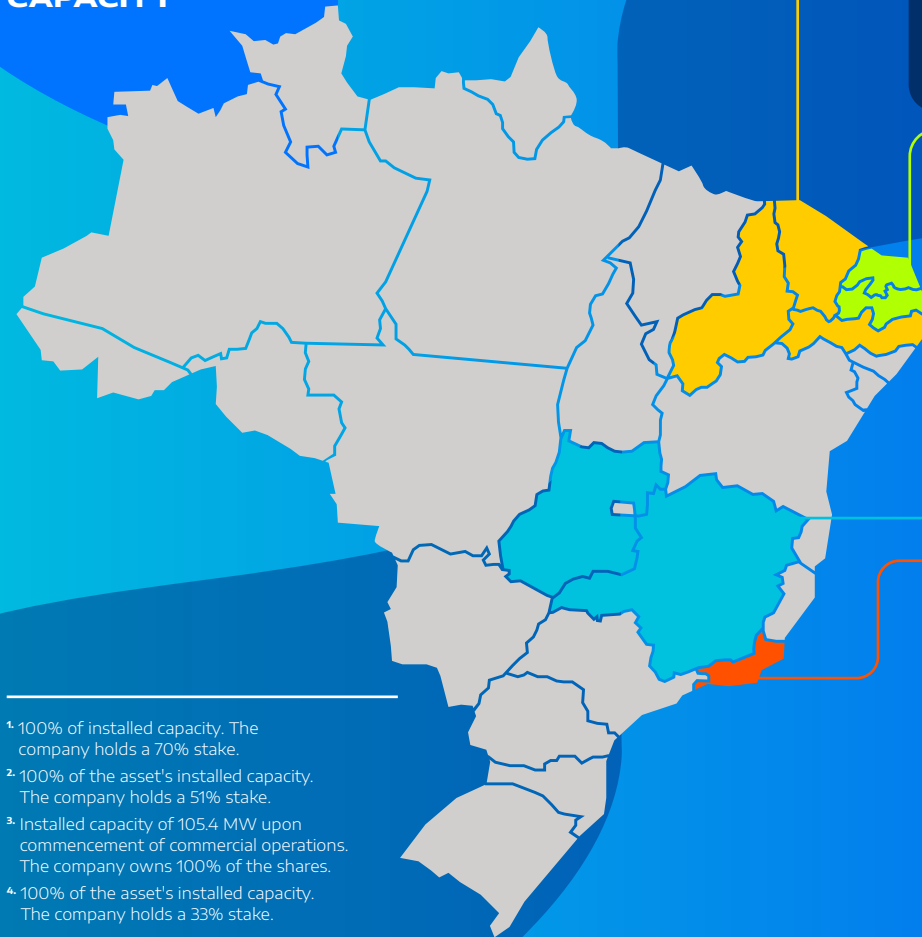 CAPACITY
1. 100% of installed capacity. The
company holds a 70% stake.
2. 100% of the asset's installed capacity.
The company holds a 51% stake.
3. Installed capacity of 105.4 MW upon
commencement of commercial operations.
The company owns 100% of the shares.
4. 100% of the asset's installed capacity.
The company holds a 33% stake.